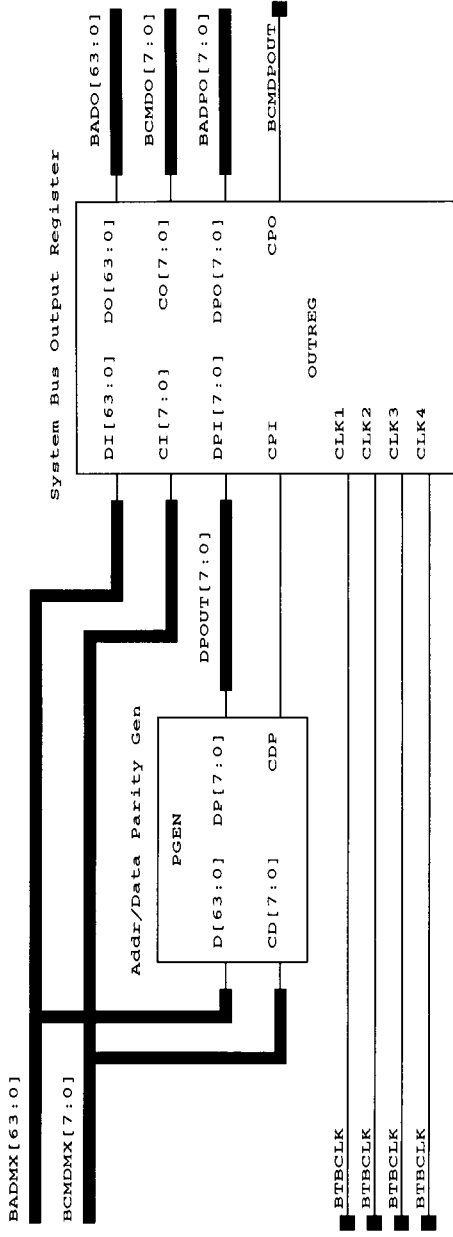 System Bus Output Register
BADMX[63:0]
BCMDMX[7:0]
Addr/Data Parity Gen
PGEN
D[63:0] DP[7:0]
CD[7:0] CDP
DPOUT[7:0]
DI[63:0] DO[63:0]
CI[7:0] CO[7:0]
DPI[7:0] DPO[7:0]
CPI CPO
OUTREG
CLK1
CLK2
CLK3
CLK4
BADO[63:0]
BCMDO[7:0]
BADPO[7:0]
BCMDPOUT
BTBCLK
BTBCLK
BTBCLK
BTBCLK